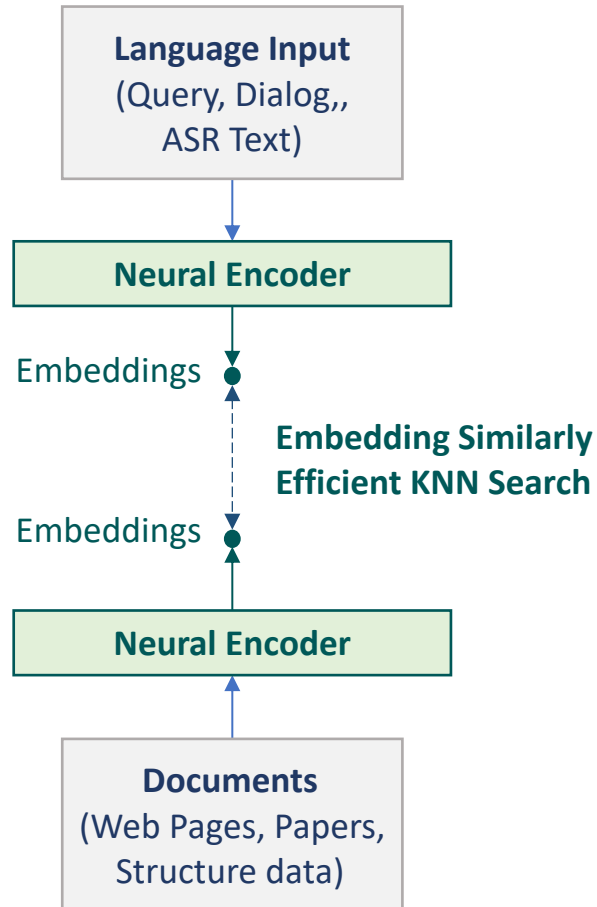 Language Input
(Query, Dialog,,
ASR Text)
Neural Encoder
Embeddings
Embedding Similarly
Efficient KNN Search
Embeddings
Neural Encoder
Documents
(Web Pages, Papers,
Structure data)